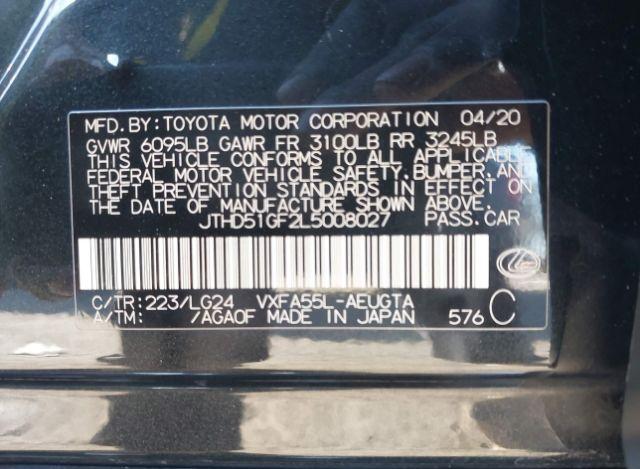 MFD.BY:TOYOTA MOTOR CORPORATION 04/20
GVWR 6095LB GAWR FR 3100LB RR 3245LB
THIS VEHICLE CONFORMS TO ALL APPLICABLE
FEDERAL MOTOR VEHICLE SAFETY,BUMPER,AND
THEFT PREVENTION STANDARDS IN EFFECT ON
THE DATE OF MANUFACTURE SHOWN ABOVE.
JTHD51GF2L5008027 PASS.CAR
C/TR:223/LG24 VXFA55L-AEUGTA
A/TM: /AGA0F MADE IN JAPAN 576 C